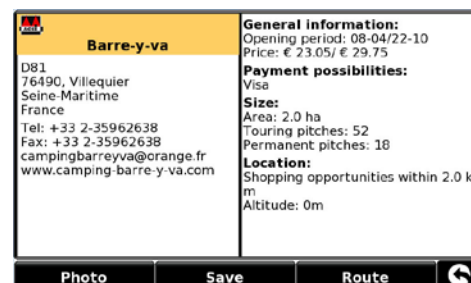 Barre-y-va
D81
76490, Villequier
Seine-Maritime
France
Tel: +33 2-35962638
Fax: +33 2-35962638
campingbarreyva@orange.fr
www.camping-barre-y-va.com
General information:
Opening period: 08-04/22-10
Price: € 23.05/ € 29.75
Payment possibilities:
Visa
Size:
Area: 2.0 ha
Touring pitches: 52
Permanent pitches: 18
Location:
Shopping opportunities within 2.0 k
m
Altitude: 0m
Photo
Save
Route